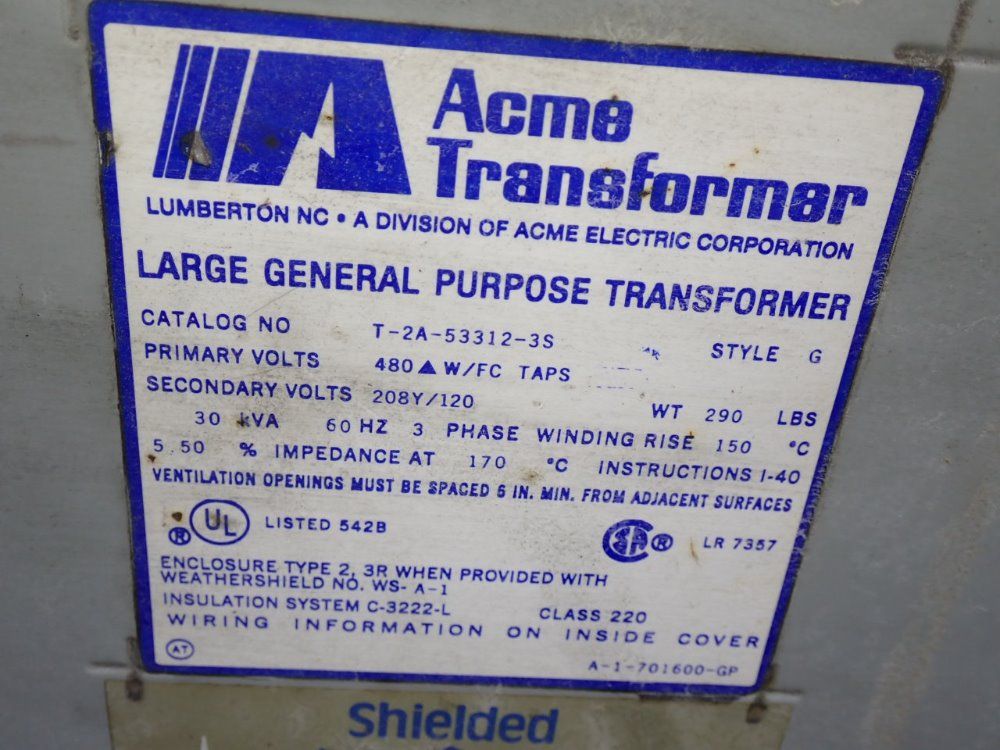 Acme
Transformer
LUMBERTON NC • A DIVISION OF ACME ELECTRIC CORPORATION
LARGE GENERAL PURPOSE TRANSFORMER
CATALOG NO T-2A-53312-3S STYLE G
PRIMARY VOLTS 480 ▲ W/FC TAPS
SECONDARY VOLTS 208Y/120 WT 290 LBS
30 kVA 60 HZ 3 PHASE WINDING RISE 150 °C
5.50 % IMPEDANCE AT 170 °C INSTRUCTIONS I-40
VENTILATION OPENINGS MUST BE SPACED 6 IN. MIN. FROM ADJACENT SURFACES
® UL LISTED 542B SA ® LR 7357
ENCLOSURE TYPE 2, 3R WHEN PROVIDED WITH
WEATHERSHIELD NO. WS- A-1
INSULATION SYSTEM C-3222-L CLASS 220
WIRING INFORMATION ON INSIDE COVER
AT A-1-701600-GP
Shielded